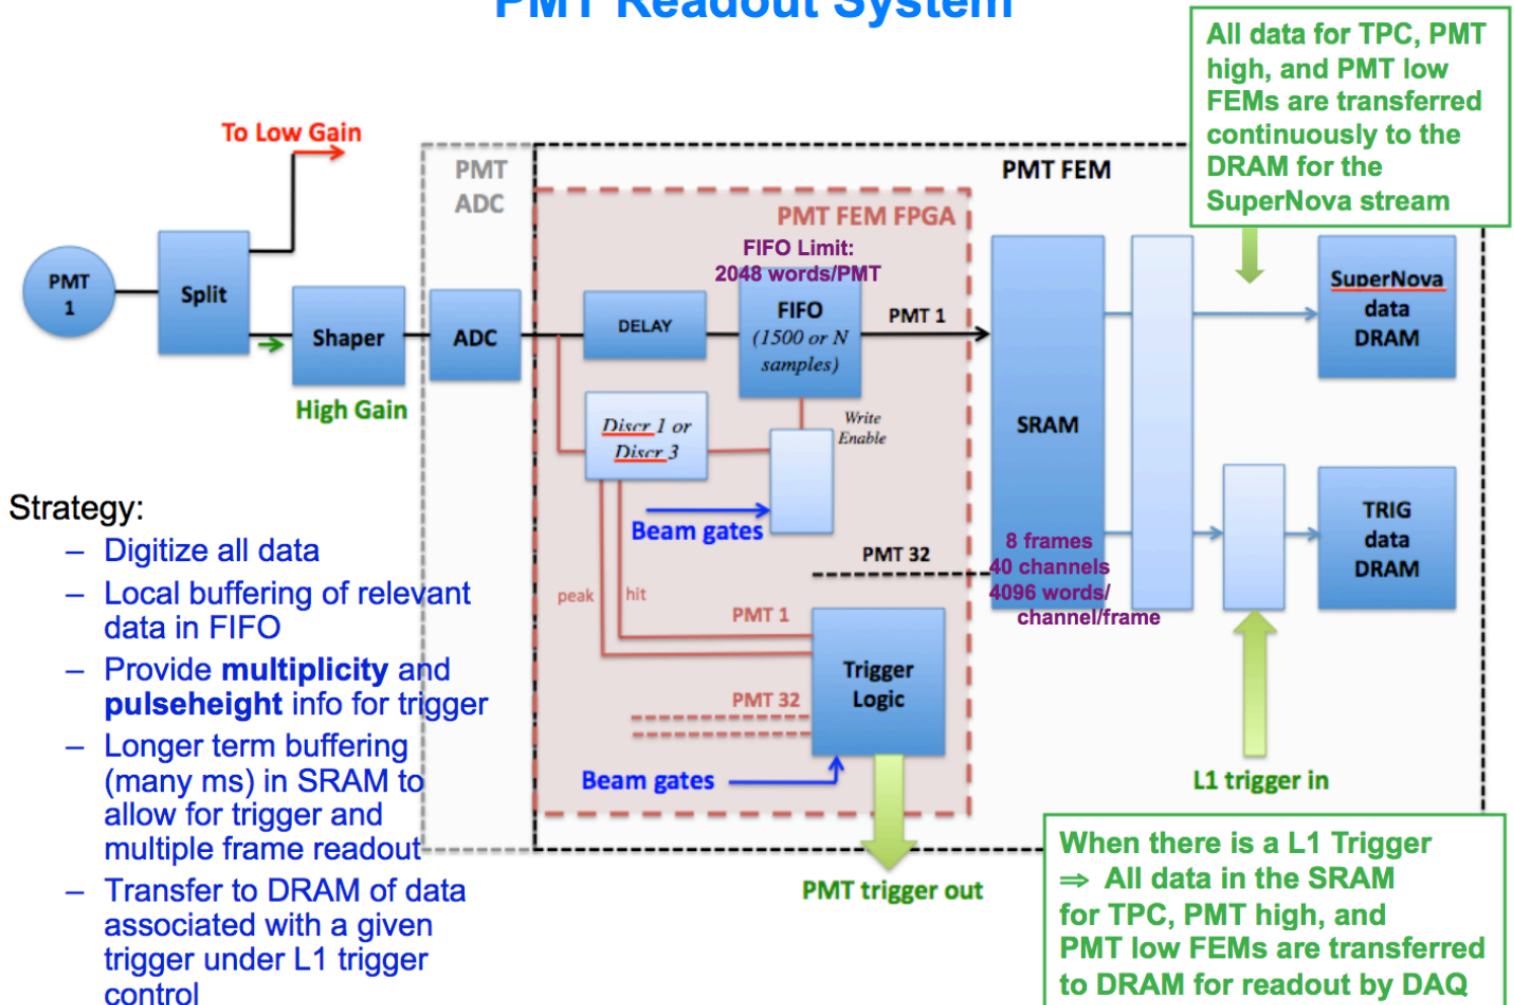 PMT Readout System
All data for TPC, PMT
high, and PMT low
FEMs are transferred
continuously to the
DRAM for the
SuperNova stream
To Low Gain
PMT
ADC
PMT FEM
PMT FEM FPGA
FIFO Limit:
2048 words/PMT
PMT
1
Split
Shaper
High Gain
ADC
DELAY
FIFO
(1500 or N
samples)
PMT 1
Write
Enable
Discr 1 or
Discr 3
Beam gates
PMT 32
SRAM
8 frames
40 channels
4096 words/
channel/frame
SuperNova
data
DRAM
TRIG
data
DRAM
peak
hit
PMT 1
PMT 32
Trigger
Logic
Beam gates
PMT trigger out
L1 trigger in
Strategy:
– Digitize all data
– Local buffering of relevant
data in FIFO
– Provide multiplicity and
pulseheight info for trigger
– Longer term buffering
(many ms) in SRAM to
allow for trigger and
multiple frame readout
– Transfer to DRAM of data
associated with a given
trigger under L1 trigger
control
When there is a L1 Trigger
⇒ All data in the SRAM
for TPC, PMT high, and
PMT low FEMs are transferred
to DRAM for readout by DAQ